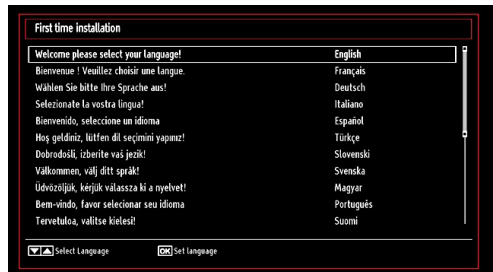 First time installation
Welcome please select your language! English
Bienvenue ! Veuillez choisir une langue. Français
Wählen Sie bitte Ihre Sprache aus! Deutsch
Selezionate la vostra lingua! Italiano
Bienvenido, seleccione un idioma Español
Hoş geldiniz, lütfen dil seçimini yapınız! Türkçe
Dobrodošli, izberite vaš jezik! Slovenski
Välkommen, välj ditt språk! Svenska
Üdvözöljük, kérjük válassza ki a nyelvet! Magyar
Bem-vindo, favor selecionar seu idioma Português
Tervetuloa, valitse kielesi! Suomi
Select Language OK Set language